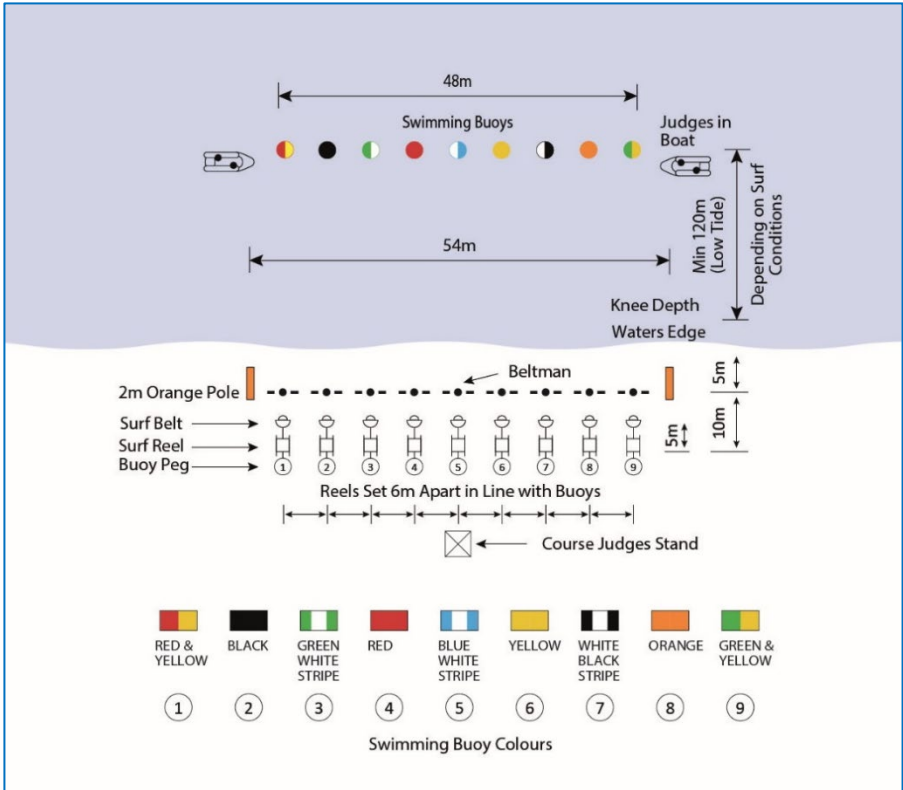 48m
Swimming Buoys
Judges in
Boat
Min 120m
(Low Tide)
Depending on Surf
Conditions
54m
Knee Depth
Waters Edge
Beltman
5m
2m Orange Pole
10m
Surf Belt
5m
Surf Reel
Buoy Peg
1 2 3 4 5 6 7 8 9
Reels Set 6m Apart in Line with Buoys
Course Judges Stand
RED &
YELLOW
BLACK
GREEN
WHITE
STRIPE
RED
BLUE
WHITE
STRIPE
YELLOW
WHITE
BLACK
STRIPE
ORANGE
GREEN &
YELLOW
1 2 3 4 5 6 7 8 9
Swimming Buoy Colours